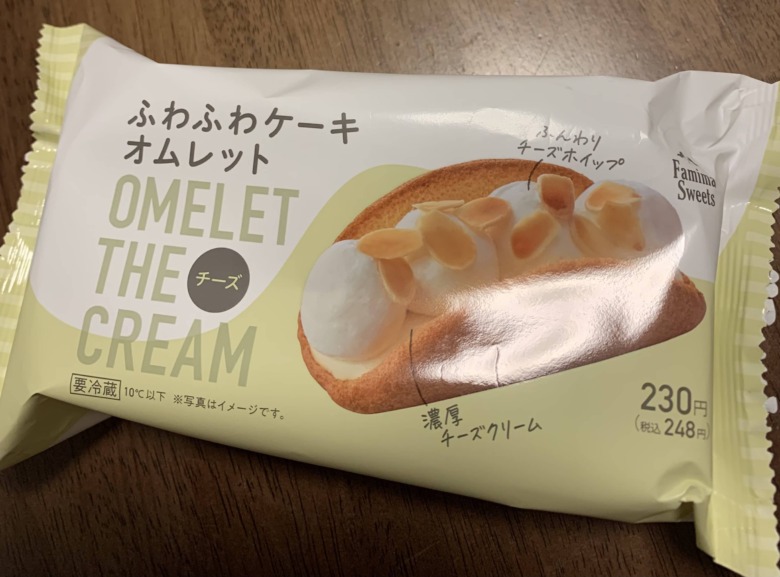 ふわふわケーキ
オムレット
OMELET
THE
チーズ
CREAM
ふんわり
チーズホイップ
Famima
Sweets
要冷蔵 10℃以下 ※写真はイメージです。
濃厚
チーズクリーム
230円
(税込248円)